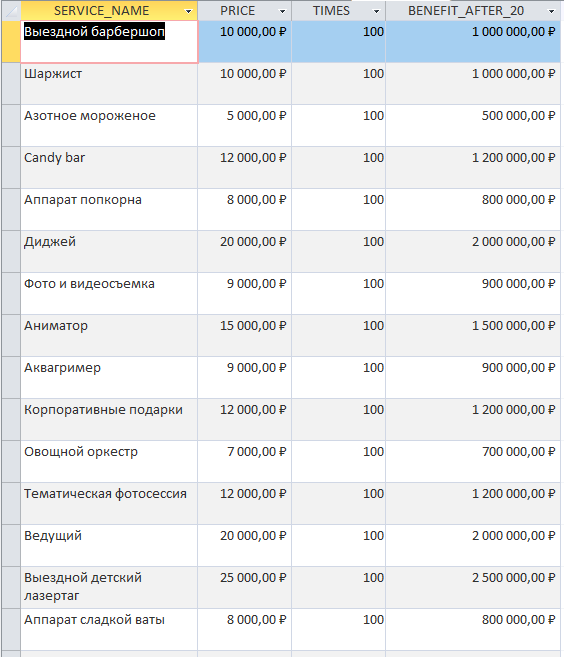 SERVICE_NAME PRICE TIMES BENEFIT_AFTER_20
Выездной барбершоп 10 000,00 ₽ 100 1 000 000,00 ₽
Шаржист 10 000,00 ₽ 100 1 000 000,00 ₽
Азотное мороженое 5 000,00 ₽ 100 500 000,00 ₽
Candy bar 12 000,00 ₽ 100 1 200 000,00 ₽
Аппарат попкорна 8 000,00 ₽ 100 800 000,00 ₽
Диджей 20 000,00 ₽ 100 2 000 000,00 ₽
Фото и видеосъемка 9 000,00 ₽ 100 900 000,00 ₽
Аниматор 15 000,00 ₽ 100 1 500 000,00 ₽
Аквагример 9 000,00 ₽ 100 900 000,00 ₽
Корпоративные подарки 12 000,00 ₽ 100 1 200 000,00 ₽
Овощной оркестр 7 000,00 ₽ 100 700 000,00 ₽
Тематическая фотосессия 12 000,00 ₽ 100 1 200 000,00 ₽
Ведущий 20 000,00 ₽ 100 2 000 000,00 ₽
Выездной детский 25 000,00 ₽ 100 2 500 000,00 ₽
лазертаг
Аппарат сладкой ваты 8 000,00 ₽ 100 800 000,00 ₽